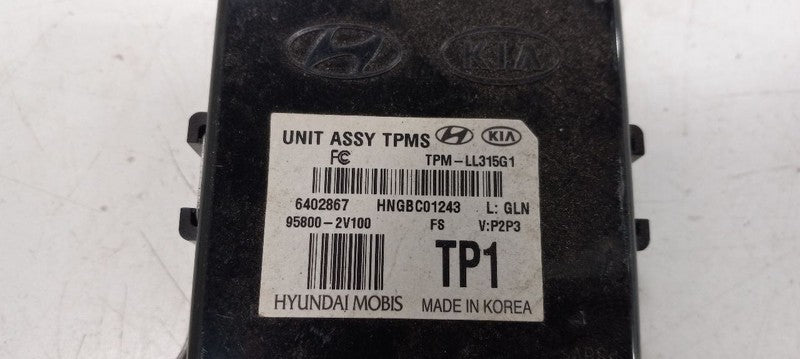 KIA
UNIT ASSY TPMS KIA
FC TPM-LL315G1
6402867 HNGBC01243 L: GLN
95800-2V100 FS V:P2P3
TP1
HYUNDAI MOBIS MADE IN KOREA